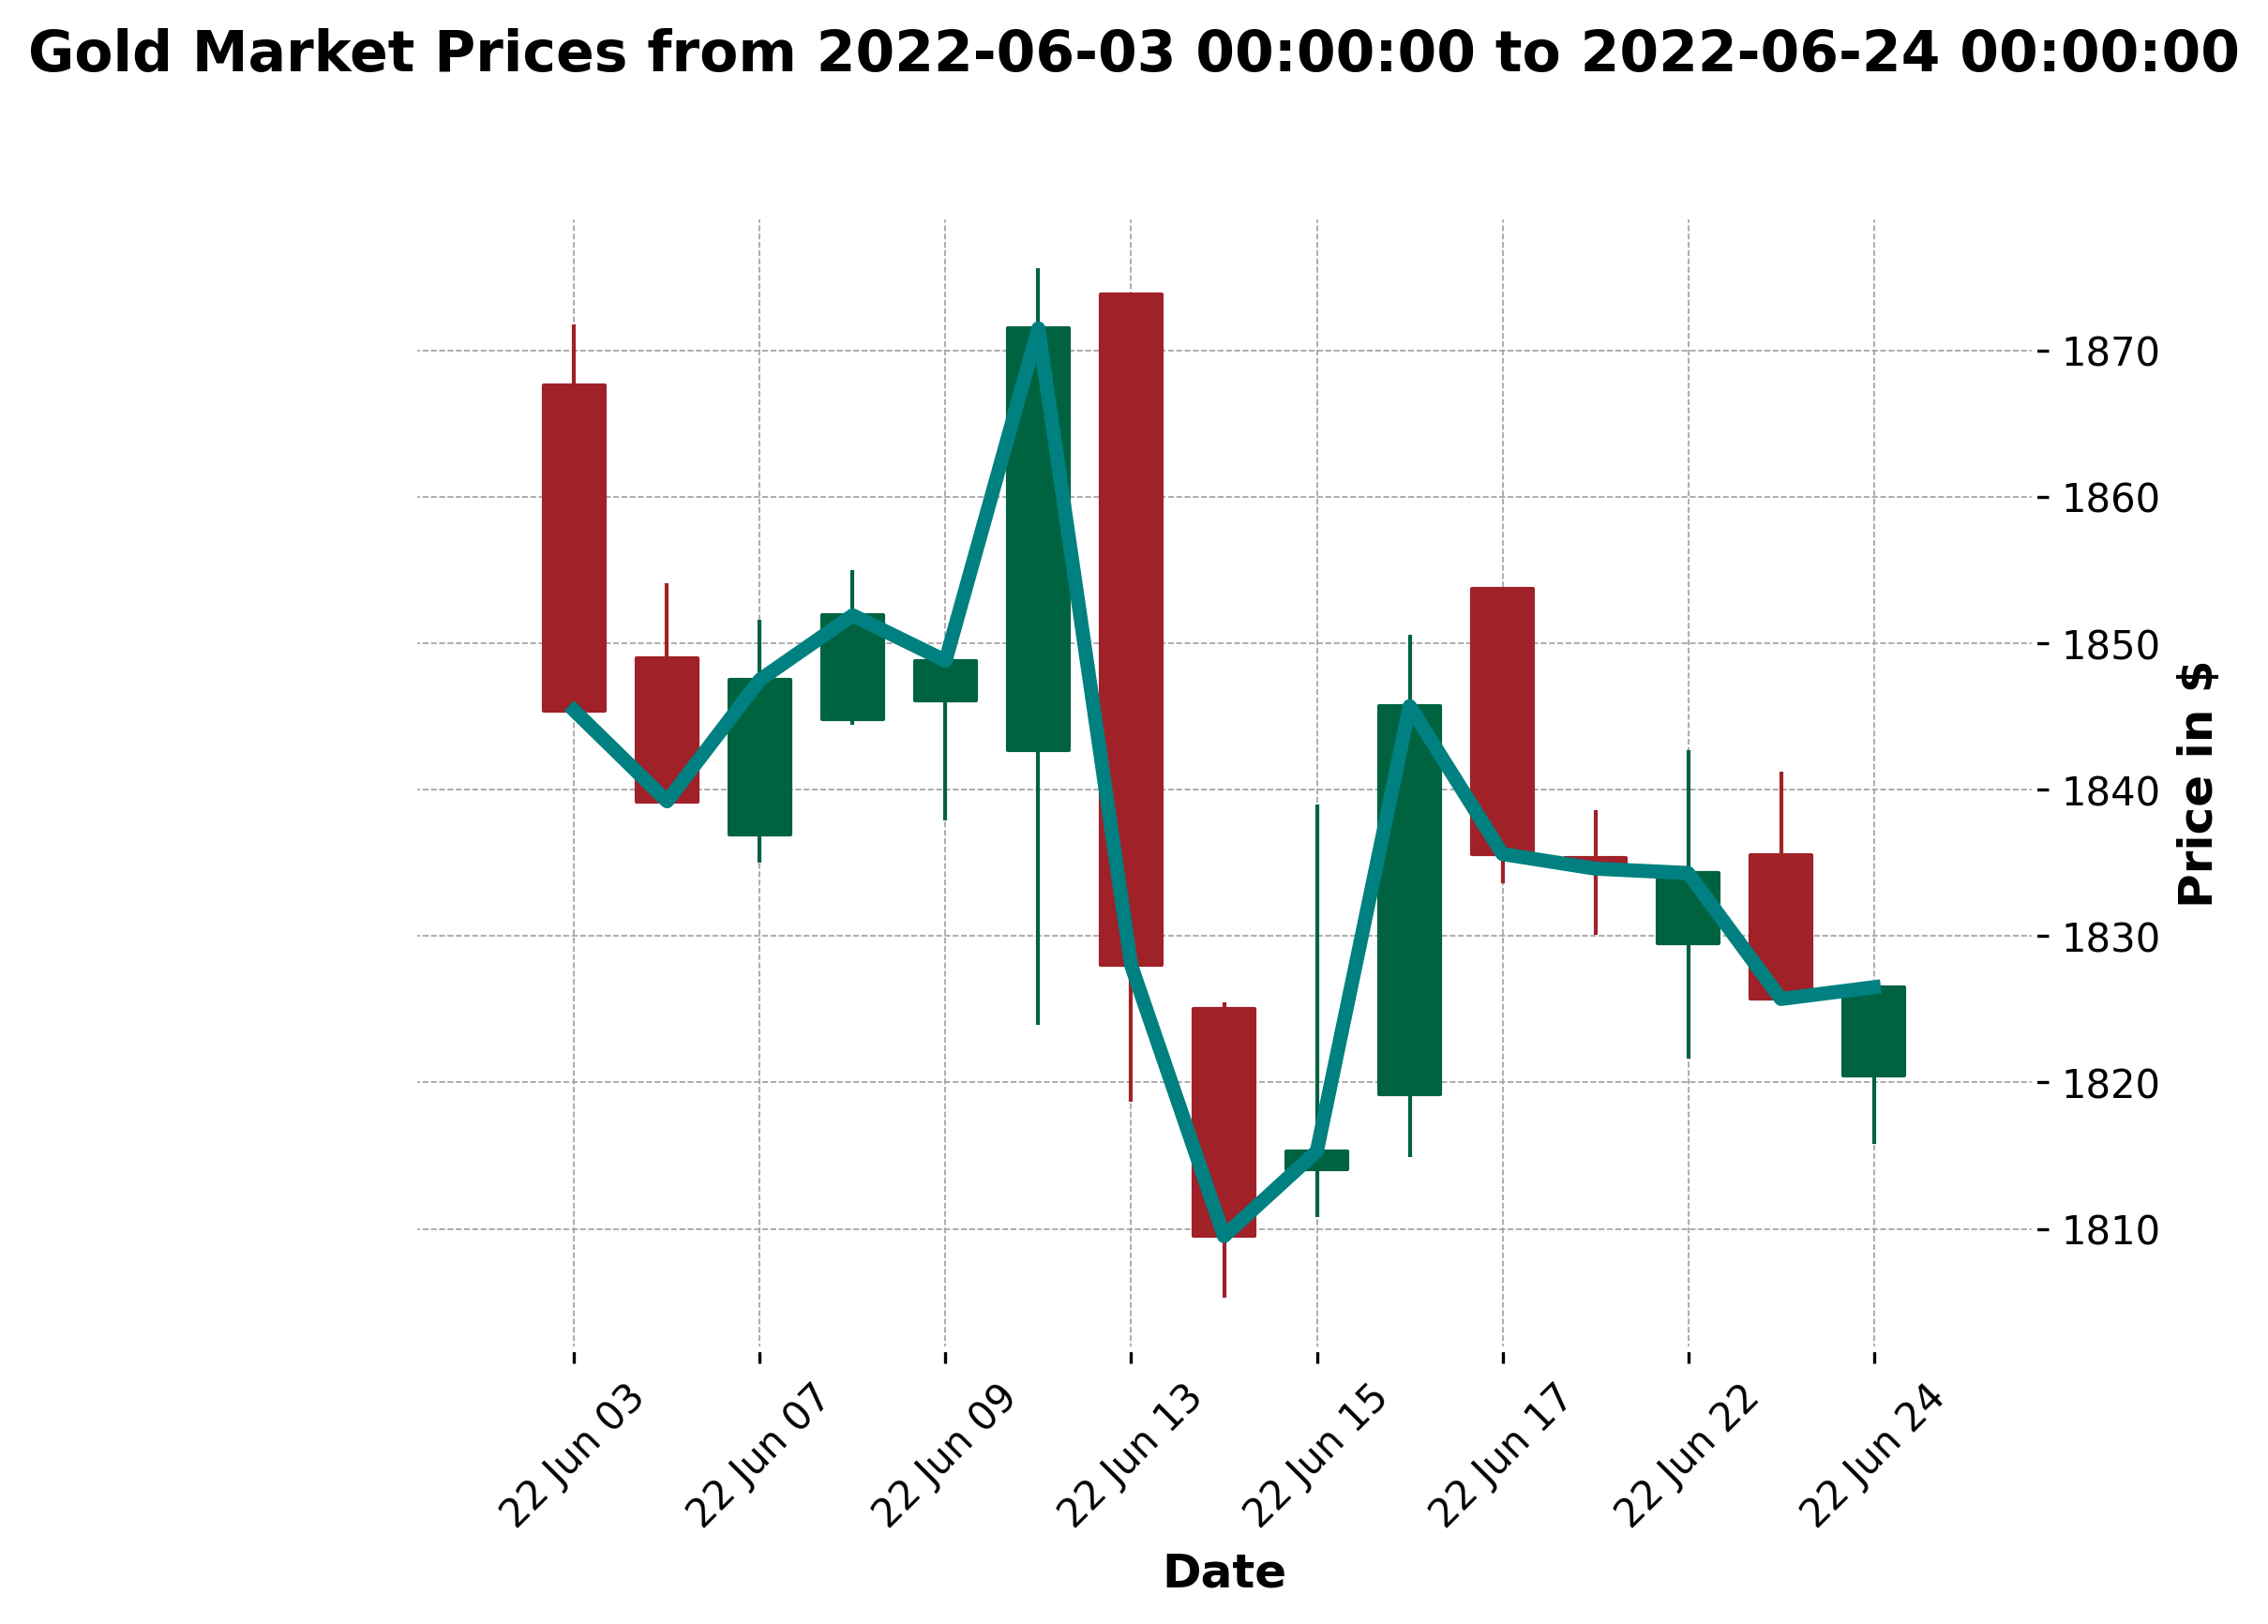 Gold Market Prices from 2022-06-03 00:00:00 to 2022-06-24 00:00:00
1870
1860
1850
1840
1830
1820
1810
Price in $
22 Jun 03
22 Jun 07
22 Jun 09
22 Jun 13
22 Jun 15
22 Jun 17
22 Jun 22
22 Jun 24
Date